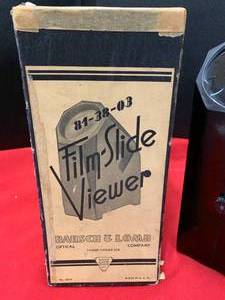 81-38-03
Film-Slide
Viewer
BAUSCH & LOMB
OPTICAL COMPANY